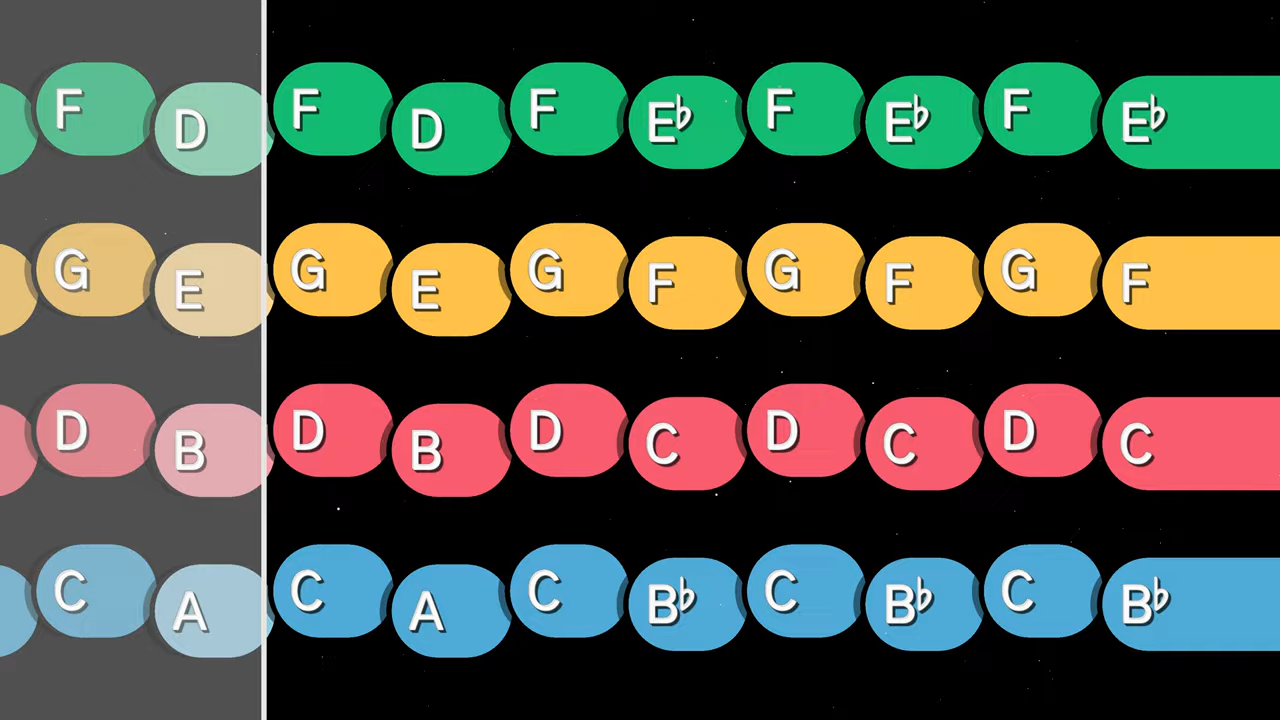 F D F D F E♭ F E♭ F E♭
G E G E G F G F G F
D B D B D C D C D C
C A C A C B♭ C B♭ C B♭